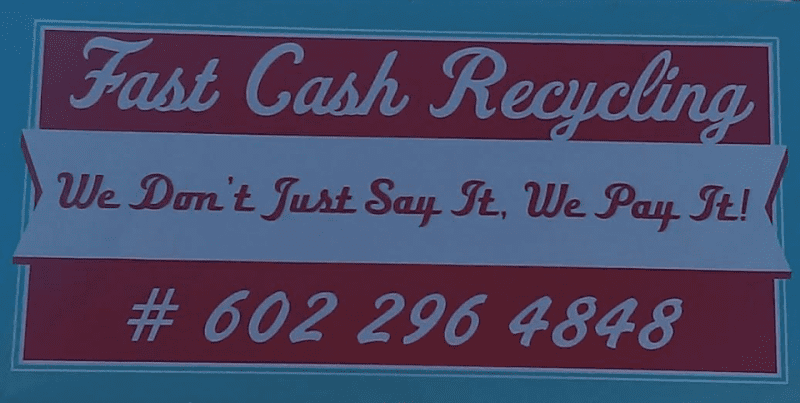 Fast Cash Recycling
We Don't Just Say It, We Pay It!
# 602 296 4848